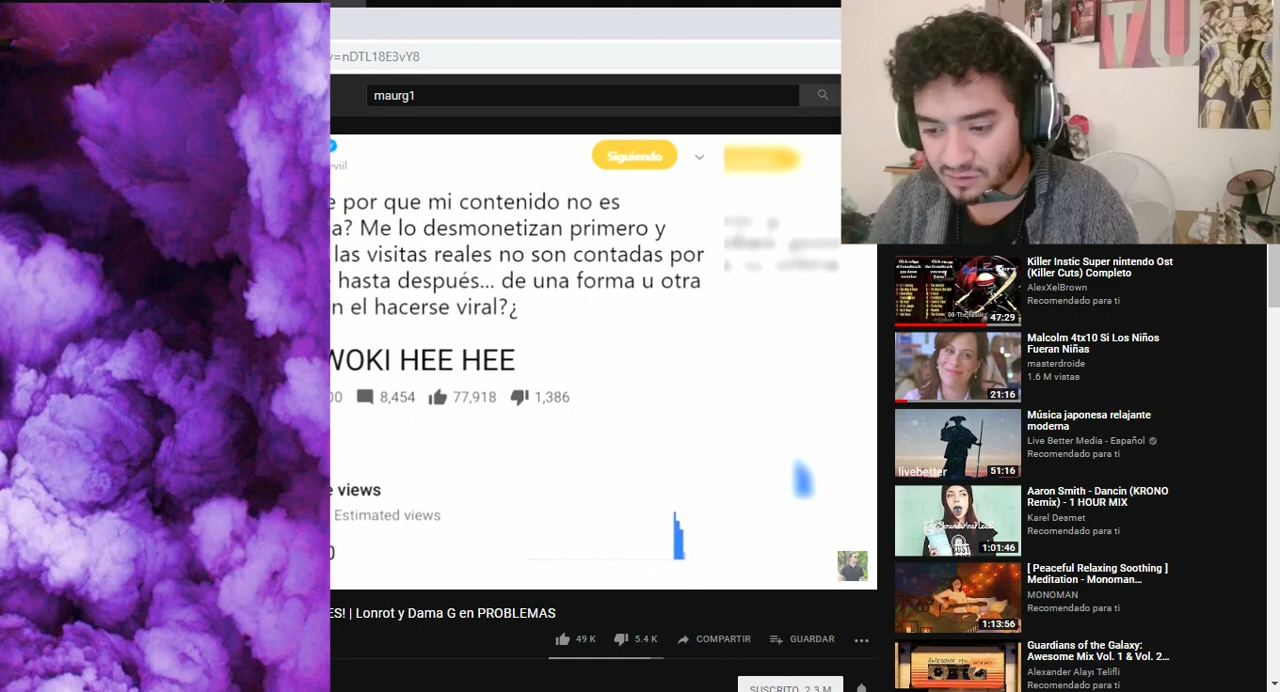 v=nDTL18E3vY8
maurg1
Siguiendo
viil
e por que mi contenido no es
a? Me lo desmonetizan primero y
las visitas reales no son contadas por
hasta después... de una forma u otra
n el hacerse viral?¿
WOKI HEE HEE
00 8,454 77,918 1,386
e views
Estimated views
0
ES! | Lonrot y Dama G en PROBLEMAS
49 K 5.4 K COMPARTIR GUARDAR
SUSCRITO 2.3 M
TU
47:29
Killer Instic Super nintendo Ost
(Killer Cuts) Completo
AlexXelBrown
Recomendado para ti
21:16
Malcolm 4x10 Si Los Niños
Fueran Niñas
masterdroide
1.6 M vistas
livebetter
51:16
Música japonesa relajante
moderna
Live Better Media - Español
Recomendado para ti
1:01:46
Aaron Smith - Dancin (KRONO
Remix) - 1 HOUR MIX
Karel Desmet
Recomendado para ti
1:13:56
[ Peaceful Relaxing Soothing ]
Meditation - Monoman...
MONOMAN
Recomendado para ti
Guardians of the Galaxy:
Awesome Mix Vol. 1 & Vol. 2...
Alexander Alayı Telifli
Recomendado para ti